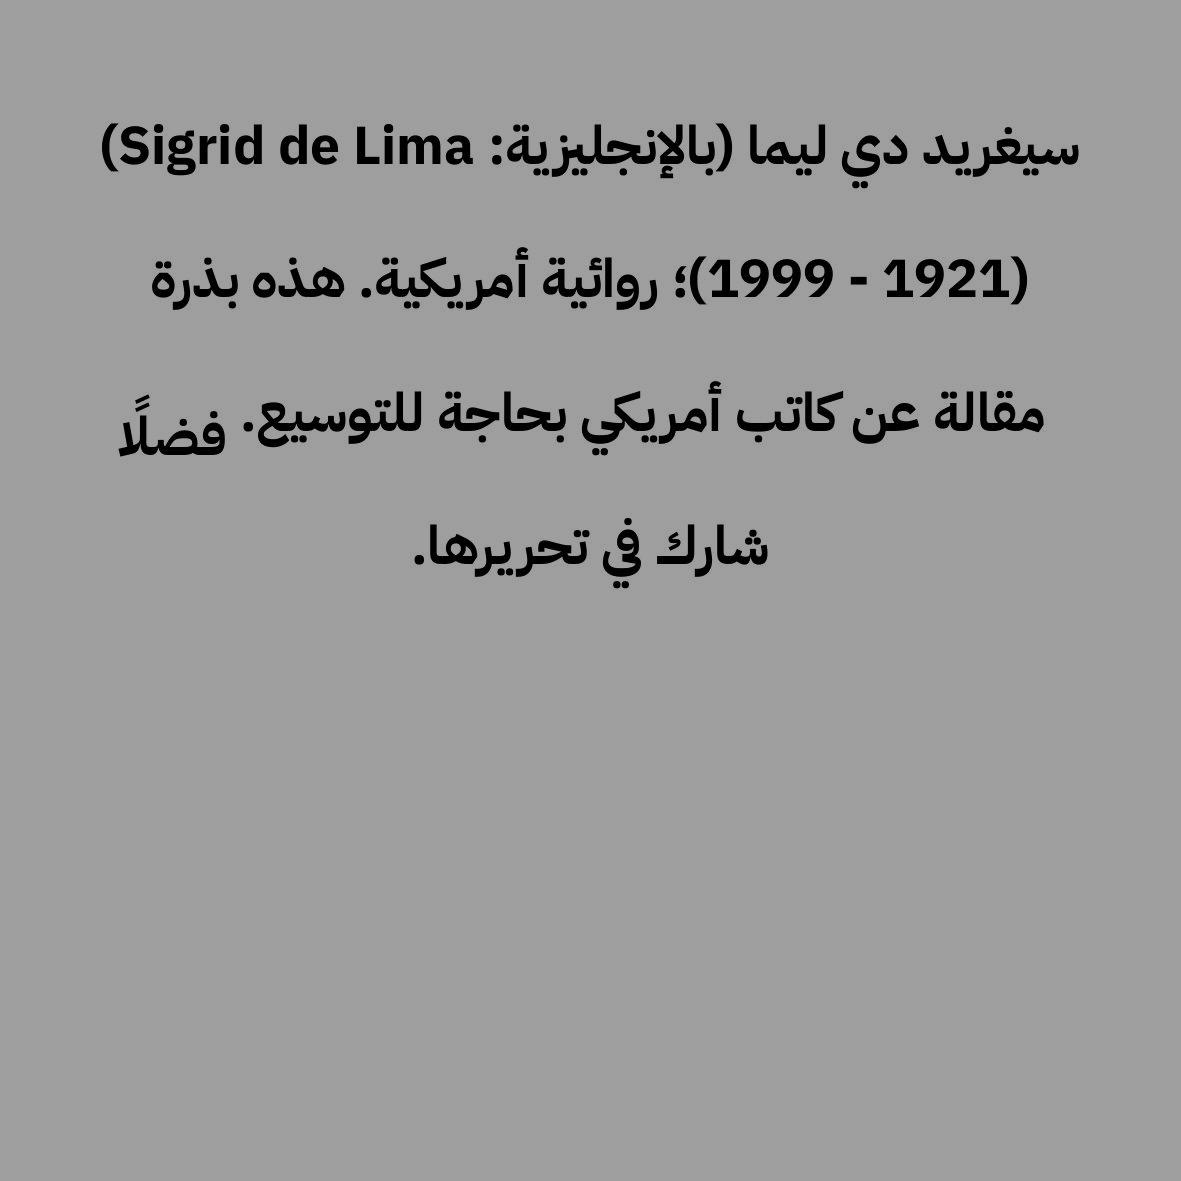 سيغريد دي ليما (بالإنجليزية: Sigrid de Lima)
(1921 - 1999)؛ روائية أمريكية. هذه بذرة
مقالة عن كاتب أمريكي بحاجة للتوسيع. فضلًا
شارك في تحريرها.